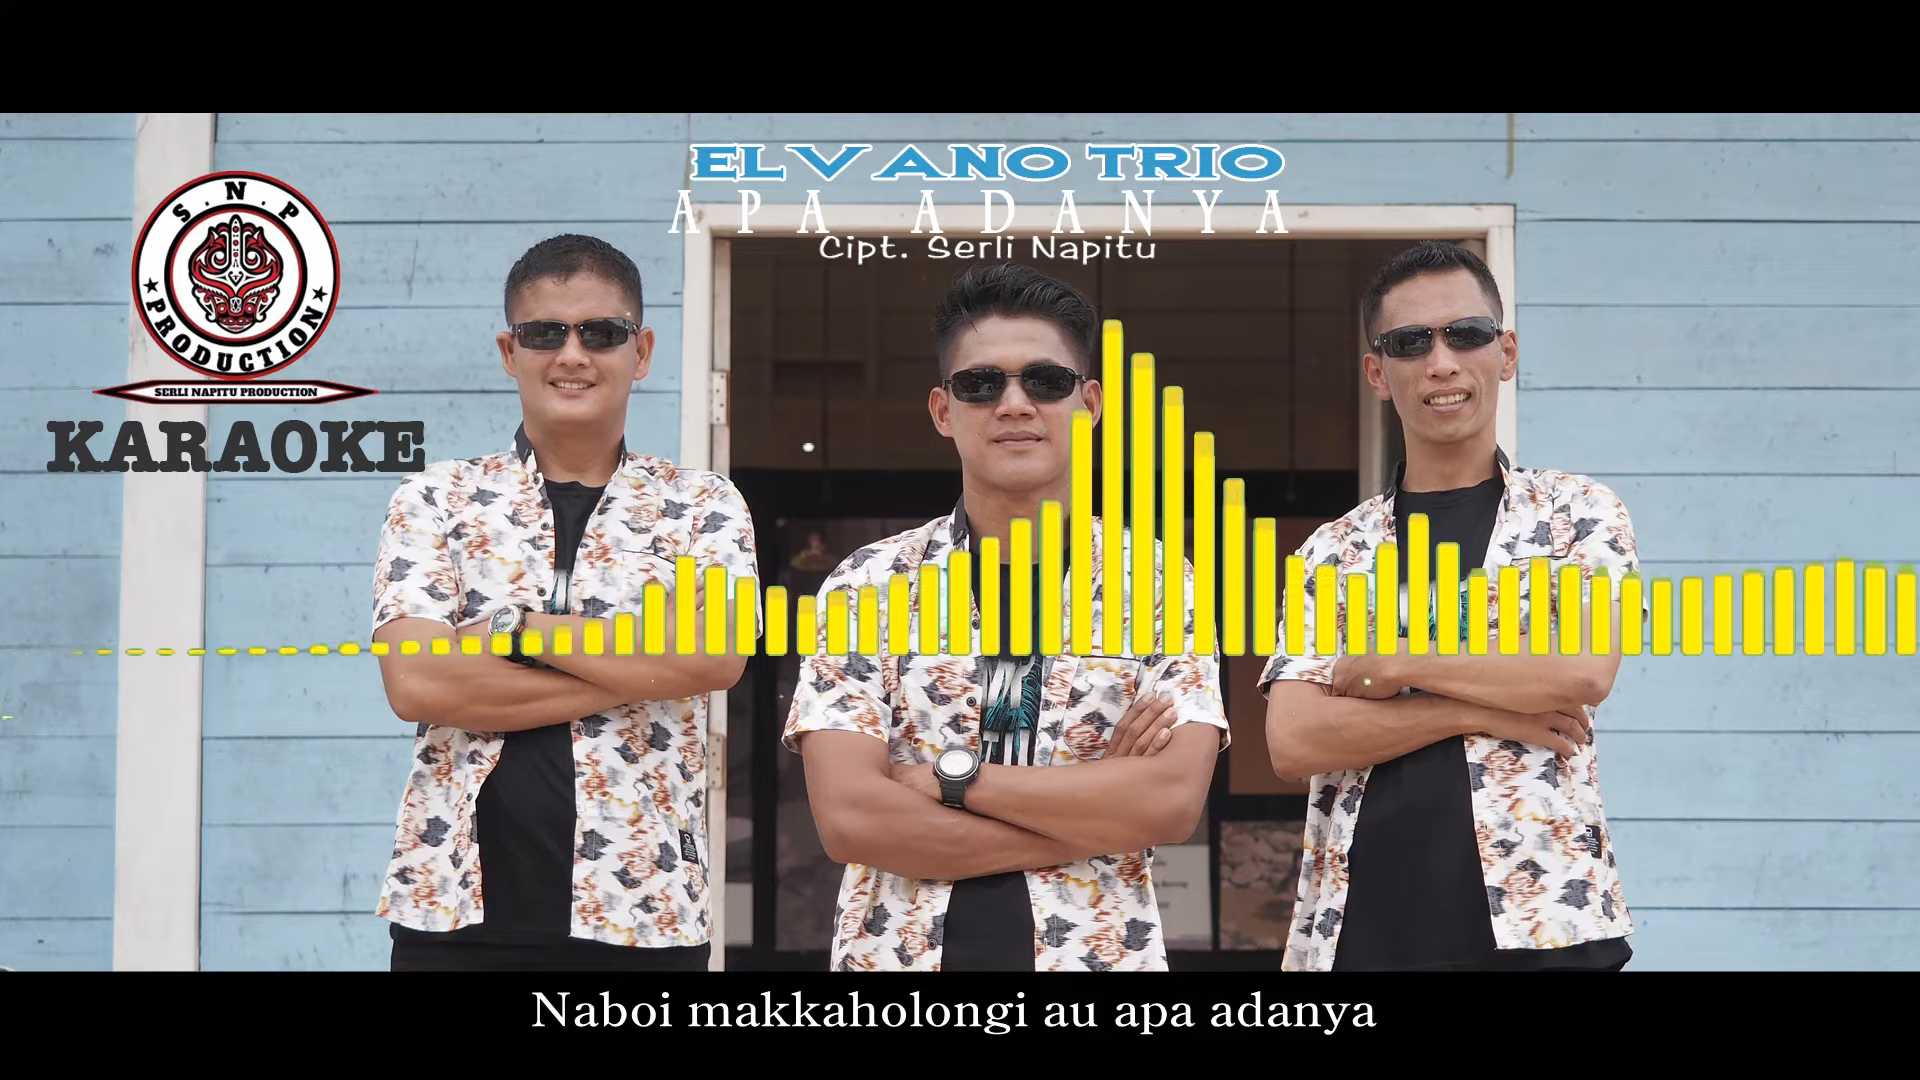 ELVANO TRIO
APA ADANYA
Cipt. Serli Napitu
S.N.P
PRODUCTION
SERLI NAPITU PRODUCTION
KARAOKE
Naboi makkaholongi au apa adanya